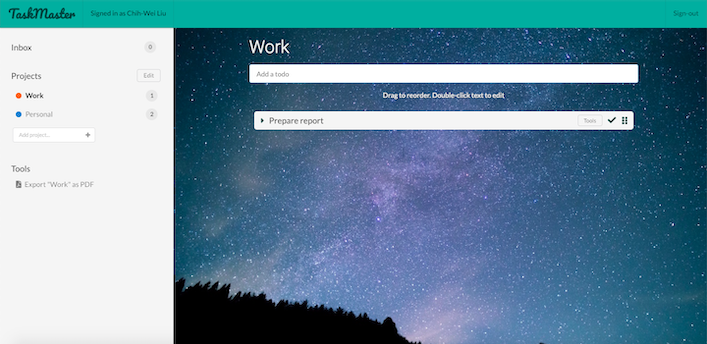 TaskMaster
Signed in as Chih-Wei Liu
Sign-out
Inbox
0
Projects
Edit
Work
1
Personal
2
Add project...
Tools
Export "Work" as PDF
Work
Add a todo
Drag to reorder. Double-click text to edit
Prepare report
Tools